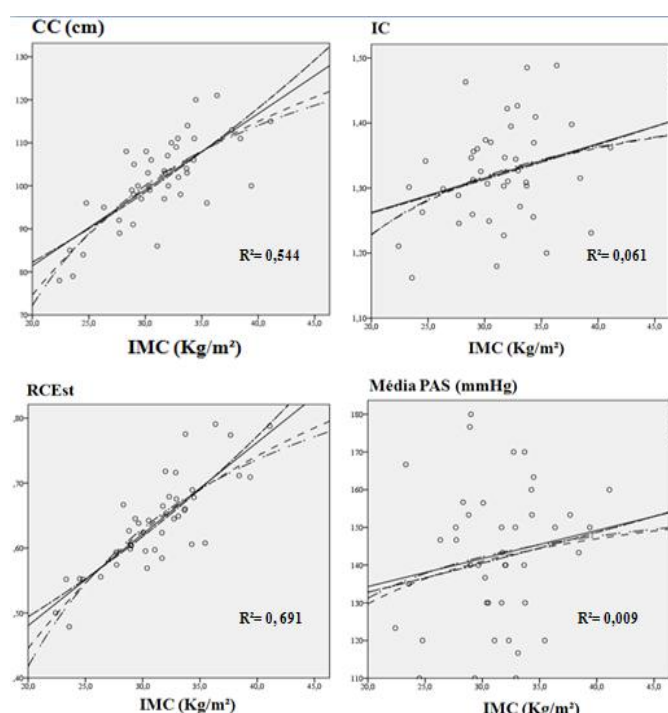 CC (cm)
130
120
110
100
90
80
70
20,0 25,0 30,0 35,0 40,0 45,0
R²= 0,544
IMC (Kg/m²)
IC
1,50
1,40
1,30
1,20
1,10
20,0 25,0 30,0 35,0 40,0 45,0
R²= 0,061
IMC (Kg/m²)
RCEst
,80
,70
,60
,50
,40
20,0 25,0 30,0 35,0 40,0 45,0
R²= 0, 691
IMC (Kg/m²)
Média PAS (mmHg)
180
170
160
150
140
130
120
110
20,0 25,0 30,0 35,0 40,0 45,0
R²= 0,009
IMC (Kg/m²)